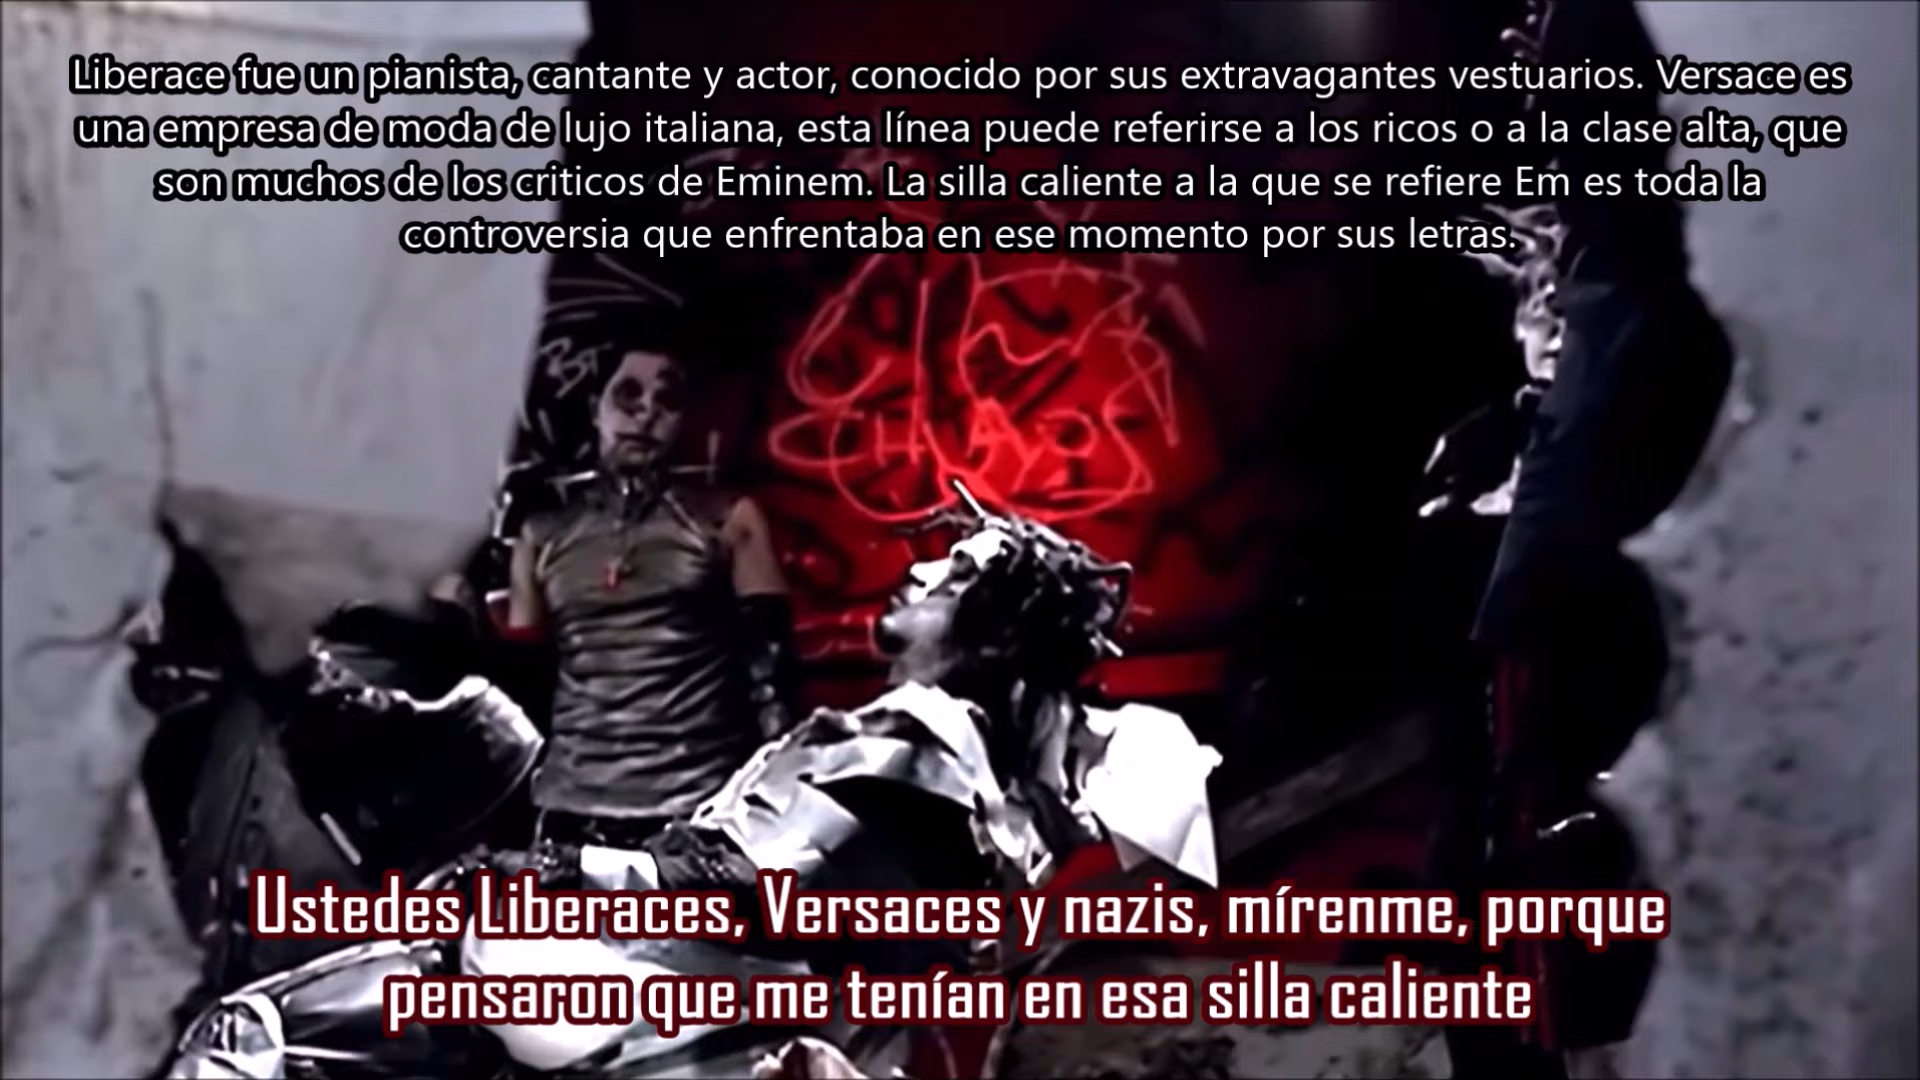 Liberace fue un pianista, cantante y actor, conocido por sus extravagantes vestuarios. Versace es
una empresa de moda de lujo italiana, esta línea puede referirse a los ricos o a la clase alta, que
son muchos de los criticos de Eminem. La silla caliente a la que se refiere Em es toda la
controversia que enfrentaba en ese momento por sus letras.
CHAOS
Ustedes Liberaces, Versaces y nazis, mírenme, porque
pensaron que me tenían en esa silla caliente